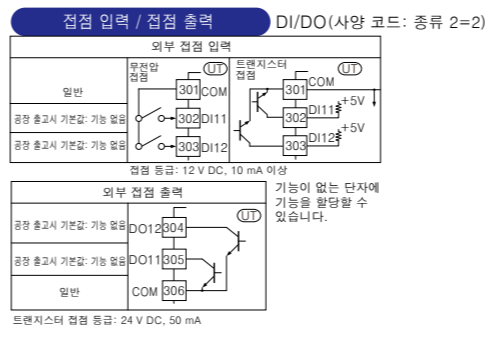 접점 입력 / 접점 출력 DI/DO(사양 코드: 종류 2=2)
외부 접점 입력
무전압 접점 UT 트랜지스터 접점 UT
일반 301 COM 301 COM
공장 출고시 기본값: 기능 없음 302 DI11 302 DI11 +5V
공장 출고시 기본값: 기능 없음 303 DI12 303 DI12 +5V
접점 등급: 12 V DC, 10 mA 이상
외부 접점 출력
기능이 없는 단자에
기능을 할당할 수
있습니다.
UT
공장 출고시 기본값: 기능 없음 DO12 304
공장 출고시 기본값: 기능 없음 DO11 305
일반 COM 306
트랜지스터 접점 등급: 24 V DC, 50 mA